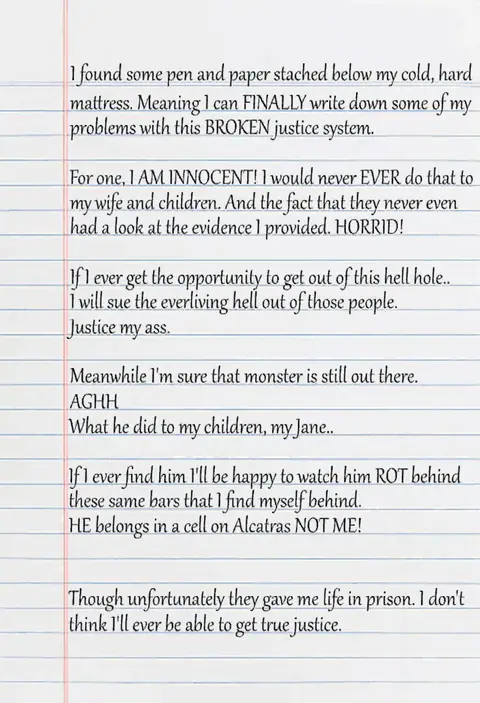 I found some pen and paper stached below my cold, hard
mattress. Meaning I can FINALLY write down some of my
problems with this BROKEN justice system.
For one, I AM INNOCENT! I would never EVER do that to
my wife and children. And the fact that they never even
had a look at the evidence I provided. HORRID!
If I ever get the opportunity to get out of this hell hole..
I will sue the everliving hell out of those people.
Justice my ass.
Meanwhile I'm sure that monster is still out there.
AGHH
What he did to my children, my Jane..
If I ever find him I'll be happy to watch him ROT behind
these same bars that I find myself behind.
HE belongs in a cell on Alcatras NOT ME!
Though unfortunately they gave me life in prison. I don't
think I'll ever be able to get true justice.